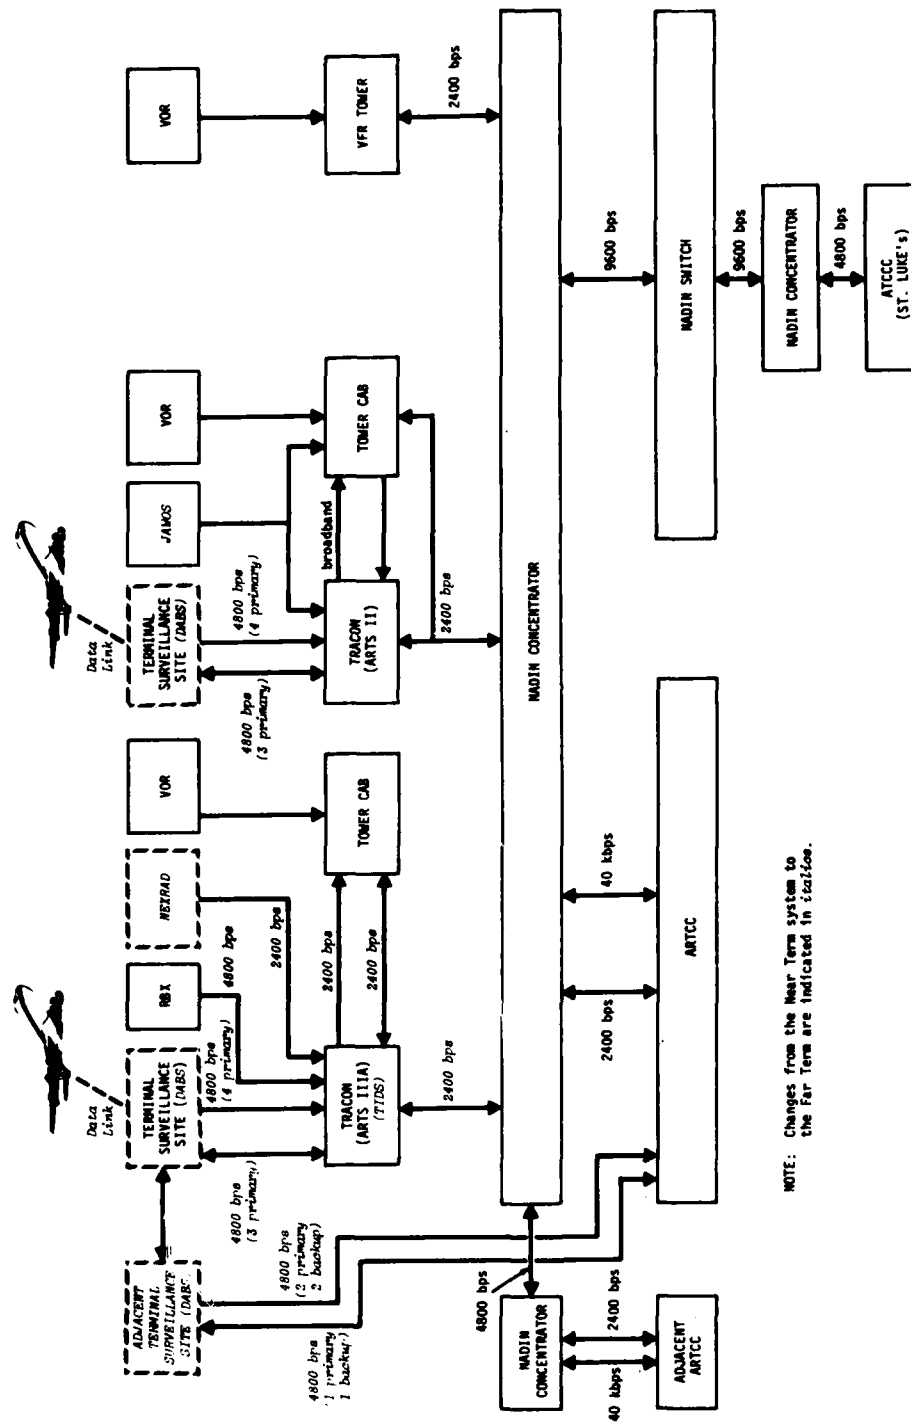 Data
Link
Data
Link
ADJACENT
TERMINAL
SURVEILLANCE
SITE (DABS)
TERMINAL
SURVEILLANCE
SITE (DABS)
RBX
NEXRAD
VOR
TERMINAL
SURVEILLANCE
SITE (DABS)
JAWOS
VOR
VOR
4800 bps
(3 primary)
4800 bps
(4 primary)
4800 bps
2400 bps
4800 bps
(3 primary)
4800 bps
(4 primary)
4800 bps
(2 primary
2 backup)
4800 bps
1 primary
1 backup)
TRACON
(ARTS IIIA)
(TIDS)
2400 bps
2400 bps
TOWER CAB
TRACON
(ARTS II)
broadband
TOWER CAB
VFR TOWER
2400 bps
2400 bps
2400 bps
NADIN
CONCENTRATOR
4800 bps
NADIN CONCENTRATOR
40 kbps
2400 bps
2400 bps
40 kbps
9600 bps
ADJACENT
ARTCC
ARTCC
NADIN SWITCH
9600 bps
NADIN CONCENTRATOR
4800 bps
ATCCC
(ST. LUKE's)
NOTE: Changes from the Near Term system to
the Far Term are indicated in italics.